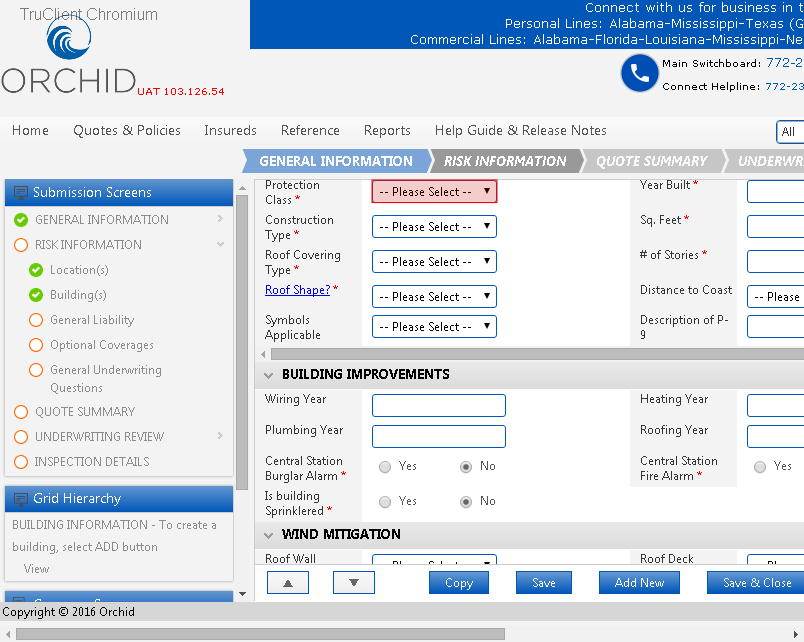 TruClient Chromium
Connect with us for business in t
Personal Lines: Alabama-Mississippi-Texas (G
Commercial Lines: Alabama-Florida-Louisiana-Mississippi-Ne
ORCHID UAT 103.126.54
Main Switchboard: 772-2
Connect Helpline: 772-23
Home Quotes & Policies Insureds Reference Reports Help Guide & Release Notes All
GENERAL INFORMATION RISK INFORMATION QUOTE SUMMARY UNDERWR
Submission Screens
GENERAL INFORMATION
RISK INFORMATION
Location(s)
Building(s)
General Liability
Optional Coverages
General Underwriting
Questions
QUOTE SUMMARY
UNDERWRITING REVIEW
INSPECTION DETAILS
Grid Hierarchy
BUILDING INFORMATION - To create a
building, select ADD button
View
Protection
Class * -- Please Select --
Year Built *
Construction
Type * -- Please Select --
Sq. Feet *
Roof Covering
Type * -- Please Select --
# of Stories *
Roof Shape? * -- Please Select --
Distance to Coast -- Please
Symbols
Applicable -- Please Select --
Description of P-
9
BUILDING IMPROVEMENTS
Wiring Year
Heating Year
Plumbing Year
Roofing Year
Central Station
Burglar Alarm * Yes No
Central Station
Fire Alarm * Yes
Is building
Sprinklered * Yes No
WIND MITIGATION
Roof Wall -- Please Select --
Roof Deck
Copy Save Add New Save & Close
Copyright © 2016 Orchid